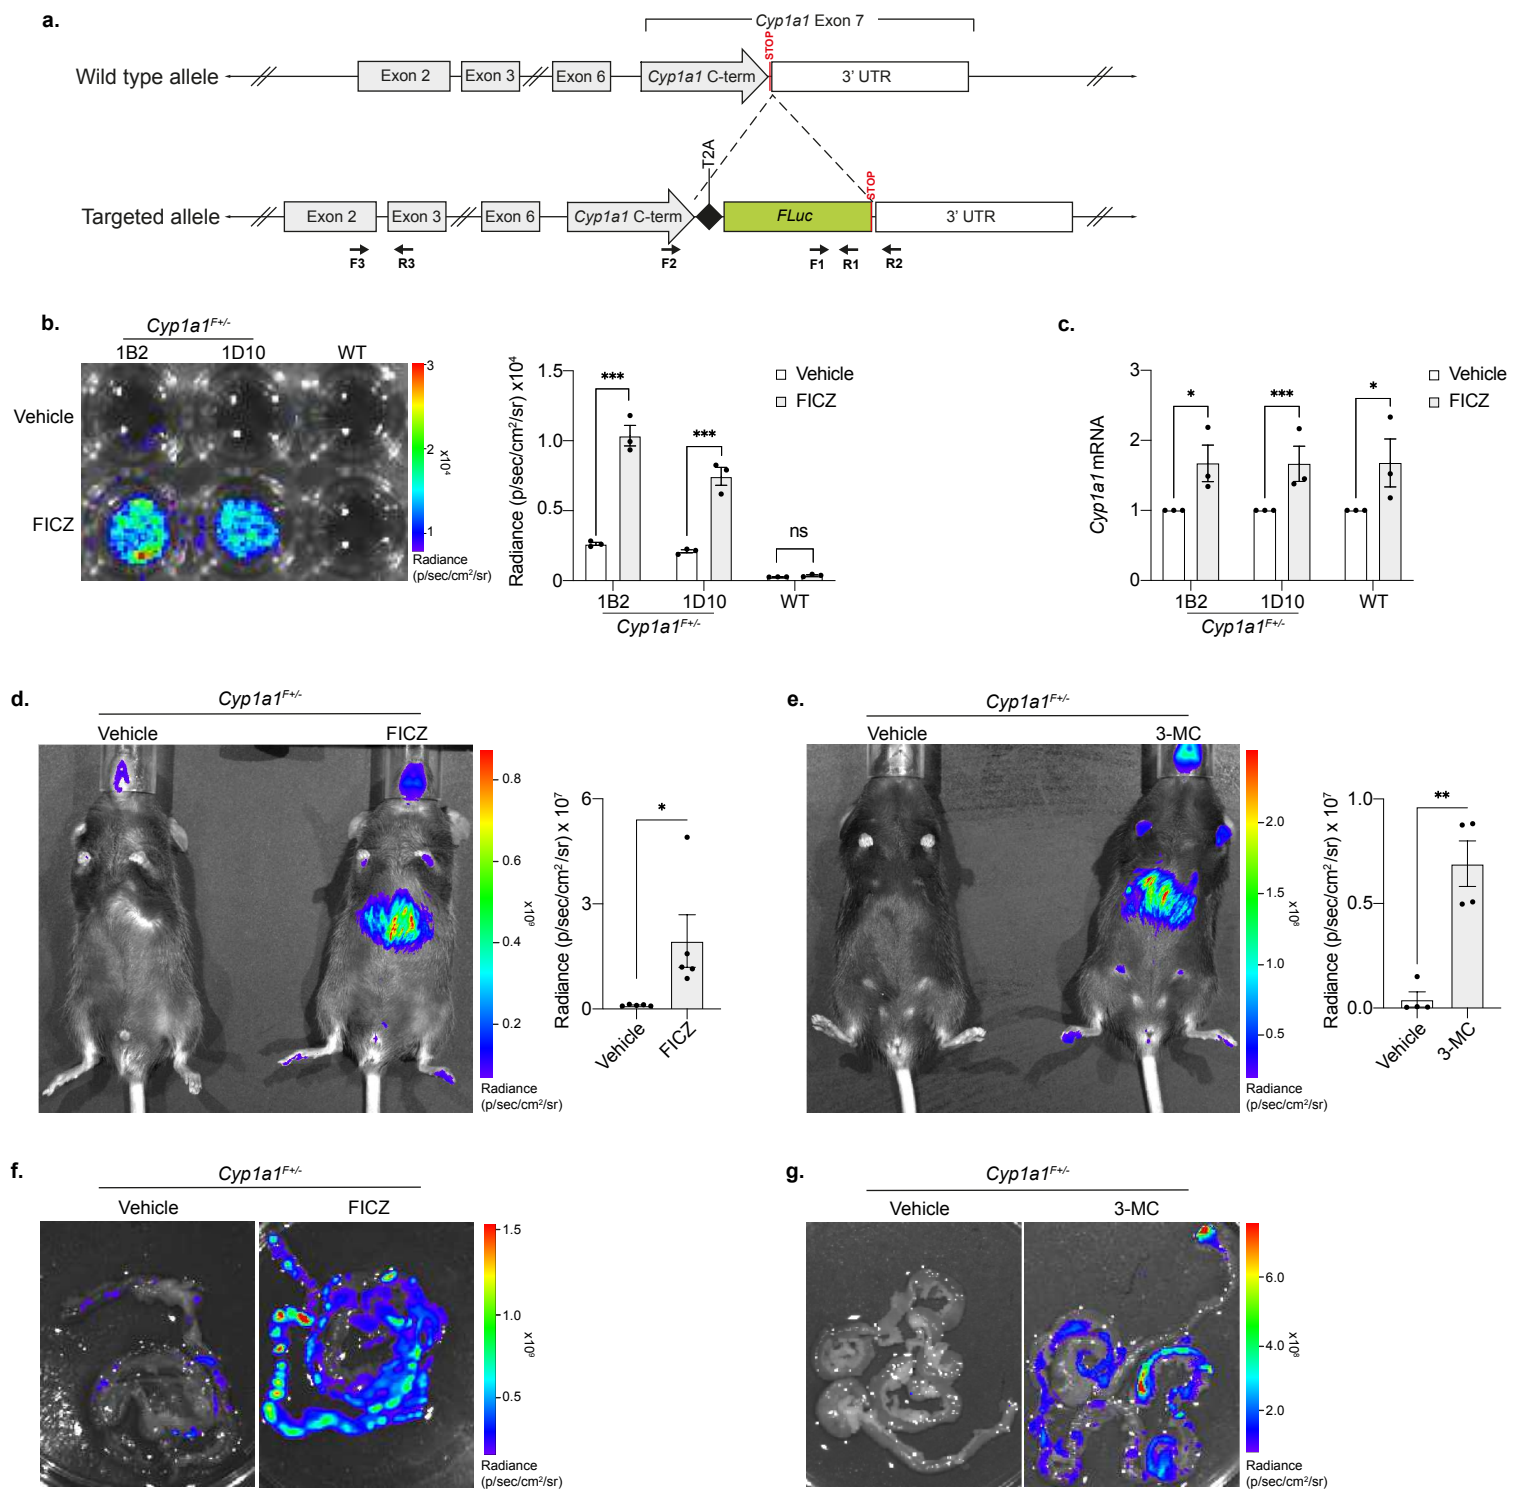 a.
Cyp1a1 Exon 7
STOP
Wild type allele
Exon 2
Exon 3
Exon 6
Cyp1a1 C-term
3' UTR
T2A
STOP
Targeted allele
Exon 2
Exon 3
Exon 6
Cyp1a1 C-term
FLuc
3' UTR
F3
R3
F2
F1
R1
R2
b.
Cyp1a1F+/-
1B2
1D10
WT
Vehicle
FICZ
3
2
1
x10⁴
Radiance
(p/sec/cm²/sr)
Radiance (p/sec/cm²/sr) x10⁴
1.5
1.0
0.5
0
***
***
ns
Vehicle
FICZ
1B2
1D10
WT
Cyp1a1F+/-
c.
Cyp1a1 mRNA
3
2
1
0
*
***
*
Vehicle
FICZ
1B2
1D10
WT
Cyp1a1F+/-
d.
Cyp1a1F+/-
Vehicle
FICZ
0.8
0.6
0.4
0.2
x10⁹
Radiance
(p/sec/cm²/sr)
Radiance (p/sec/cm²/sr) x 10⁷
6
3
0
*
Vehicle
FICZ
e.
Cyp1a1F+/-
Vehicle
3-MC
2.0
1.5
1.0
0.5
x10⁸
Radiance
(p/sec/cm²/sr)
Radiance (p/sec/cm²/sr) x 10⁷
1.0
0.5
0.0
**
Vehicle
3-MC
f.
Cyp1a1F+/-
Vehicle
FICZ
1.5
1.0
0.5
x10⁹
Radiance
(p/sec/cm²/sr)
g.
Cyp1a1F+/-
Vehicle
3-MC
6.0
4.0
2.0
x10⁸
Radiance
(p/sec/cm²/sr)